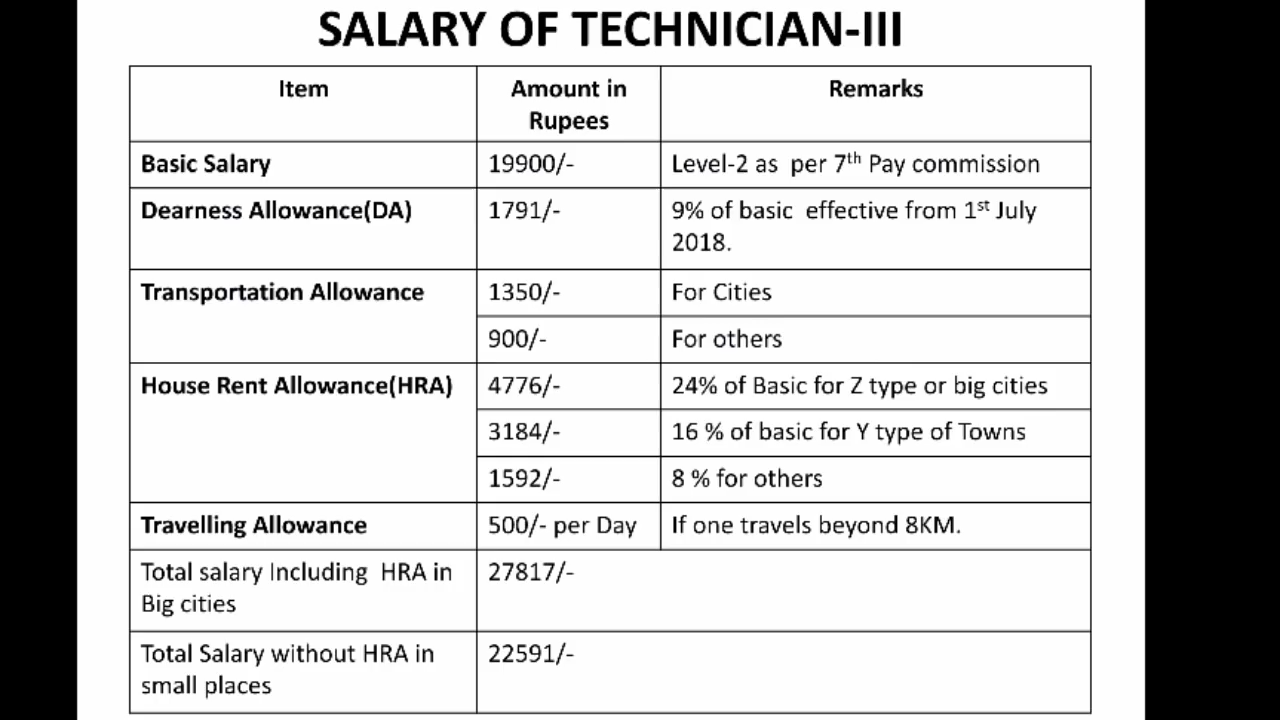 SALARY OF TECHNICIAN-III
Item
Amount in
Rupees
Remarks
Basic Salary
19900/-
Level-2 as per 7th Pay commission
Dearness Allowance(DA)
1791/-
9% of basic effective from 1st July
2018.
Transportation Allowance
1350/-
For Cities
900/-
For others
House Rent Allowance(HRA)
4776/-
24% of Basic for Z type or big cities
3184/-
16 % of basic for Y type of Towns
1592/-
8 % for others
Travelling Allowance
500/- per Day
If one travels beyond 8KM.
Total salary Including HRA in
Big cities
27817/-
Total Salary without HRA in
small places
22591/-